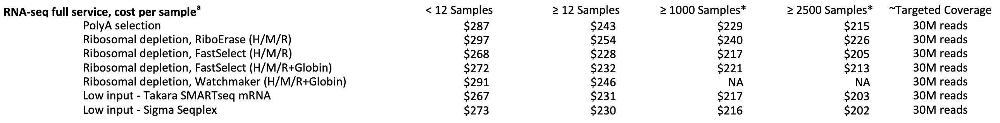 RNA-seq full service, cost per sampleᵃ < 12 Samples ≥ 12 Samples ≥ 1000 Samples* ≥ 2500 Samples* ~Targeted Coverage
PolyA selection $287 $243 $229 $215 30M reads
Ribosomal depletion, RiboErase (H/M/R) $297 $254 $240 $226 30M reads
Ribosomal depletion, FastSelect (H/M/R) $268 $228 $217 $205 30M reads
Ribosomal depletion, FastSelect (H/M/R+Globin) $272 $232 $221 $213 30M reads
Ribosomal depletion, Watchmaker (H/M/R+Globin) $291 $246 NA NA 30M reads
Low input - Takara SMARTseq mRNA $267 $231 $217 $203 30M reads
Low input - Sigma Seqplex $273 $230 $216 $202 30M reads